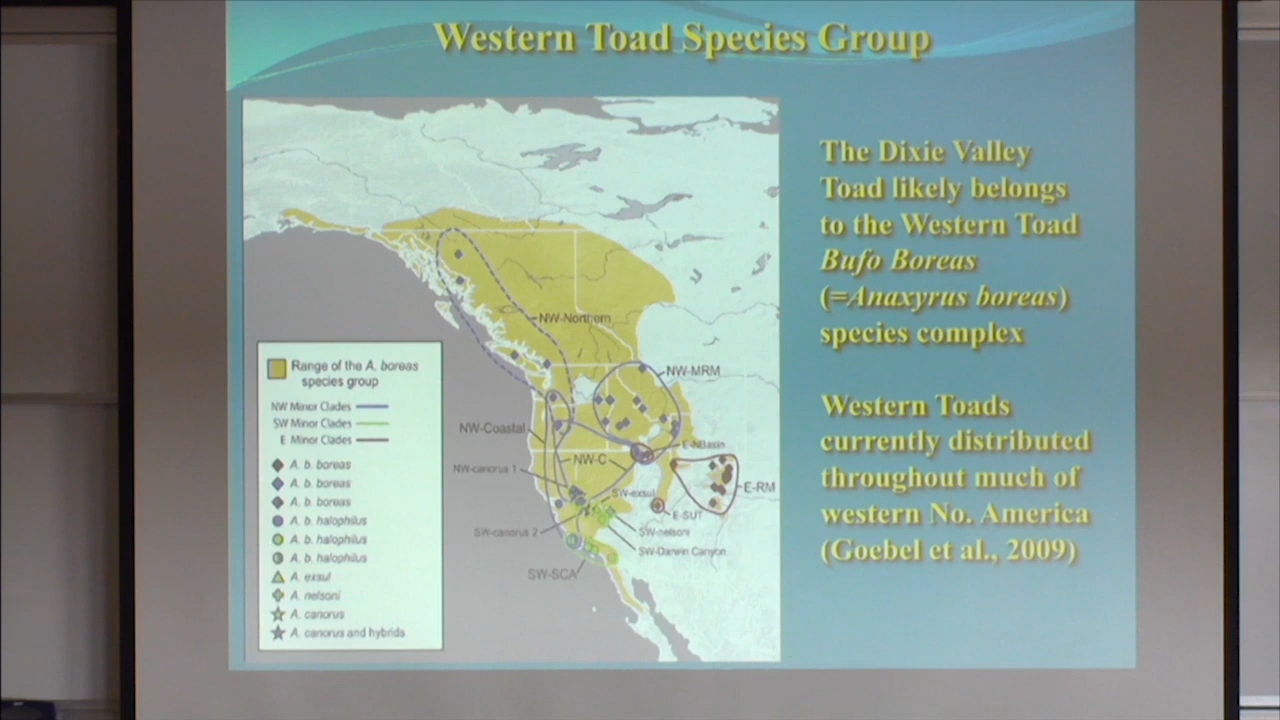 Western Toad Species Group
The Dixie Valley
Toad likely belongs
to the Western Toad
Bufo Boreas
(=Anaxyrus boreas)
species complex
Western Toads
currently distributed
throughout much of
western No. America
(Goebel et al., 2009)
NW-Northern
NW-MRM
NW-Coastal
E-NBasin
NW-C
NW-canorus 1
E-RM
SW-exsul
E-SUT
SW-canorus 2
SW-nelsoni
SW-Darwin Canyon
SW-SCA
Range of the A. boreas
species group
NW Minor Clades
SW Minor Clades
E Minor Clades
A. b. boreas
A. b. boreas
A. b. boreas
A. b. halophilus
A. b. halophilus
A. b. halophilus
A. exsul
A. nelsoni
A. canorus
A. canorus and hybrids